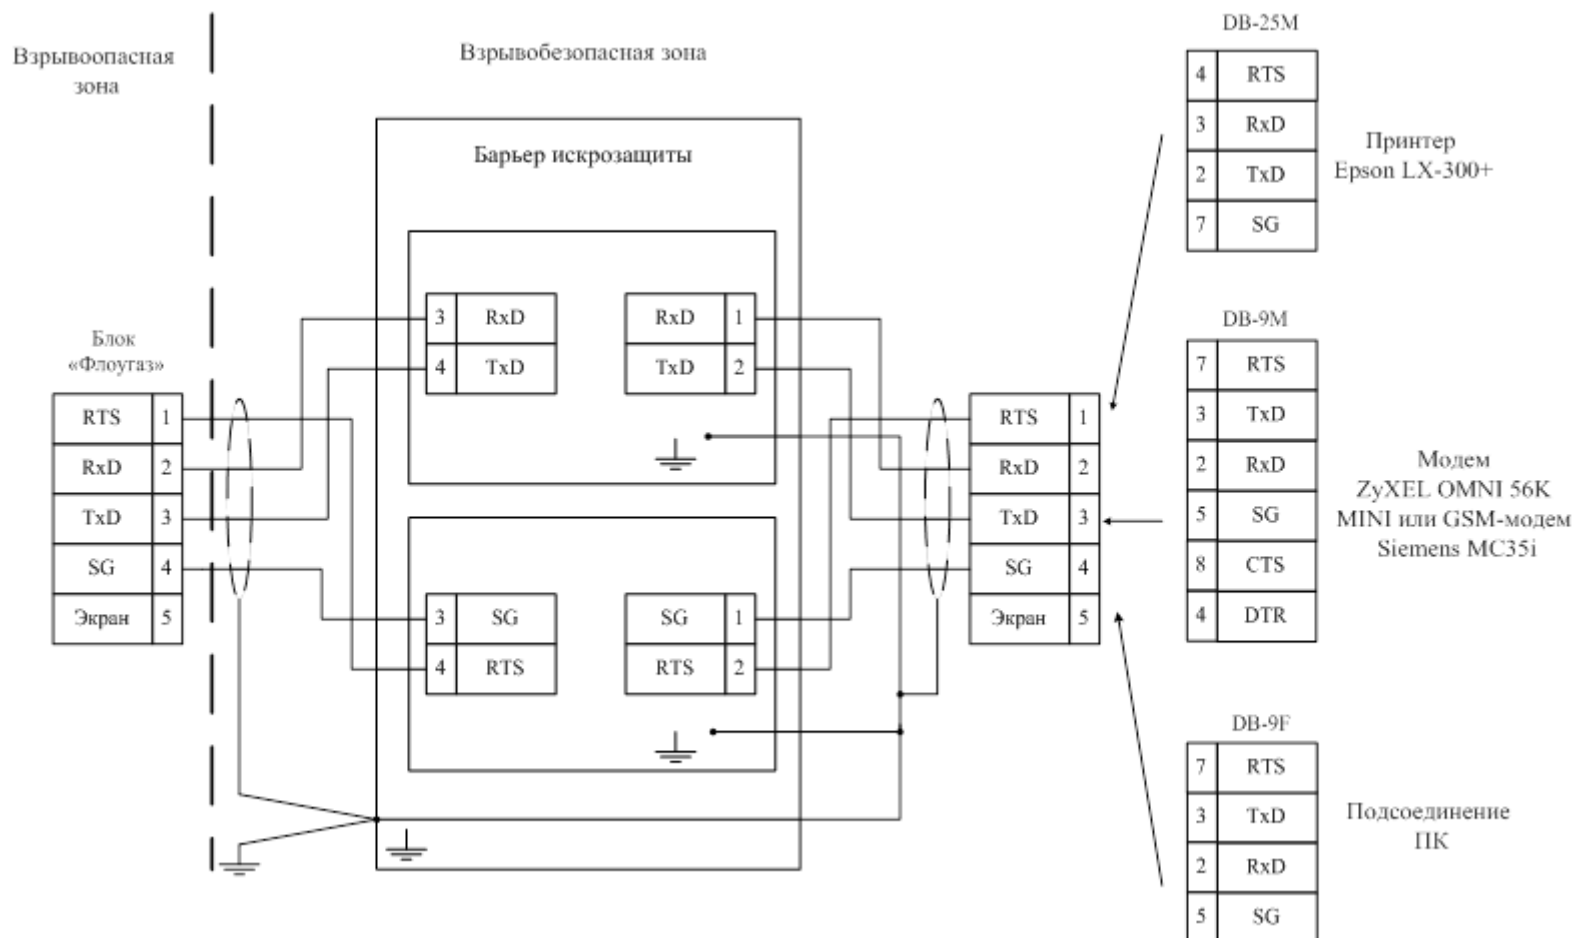 Взрывоопасная
зона
Взрывобезопасная зона
Барьер искрозащиты
Блок
«Флоугаз»
RTS 1
RxD 2
TxD 3
SG 4
Экран 5
3 RxD
4 TxD
RxD 1
TxD 2
3 SG
4 RTS
SG 1
RTS 2
RTS 1
RxD 2
TxD 3
SG 4
Экран 5
DB-25M
4 RTS
3 RxD
2 TxD
7 SG
Принтер
Epson LX-300+
DB-9M
7 RTS
3 TxD
2 RxD
5 SG
8 CTS
4 DTR
Модем
ZyXEL OMNI 56K
MINI или GSM-модем
Siemens MC35i
DB-9F
7 RTS
3 TxD
2 RxD
5 SG
Подсоединение
ПК